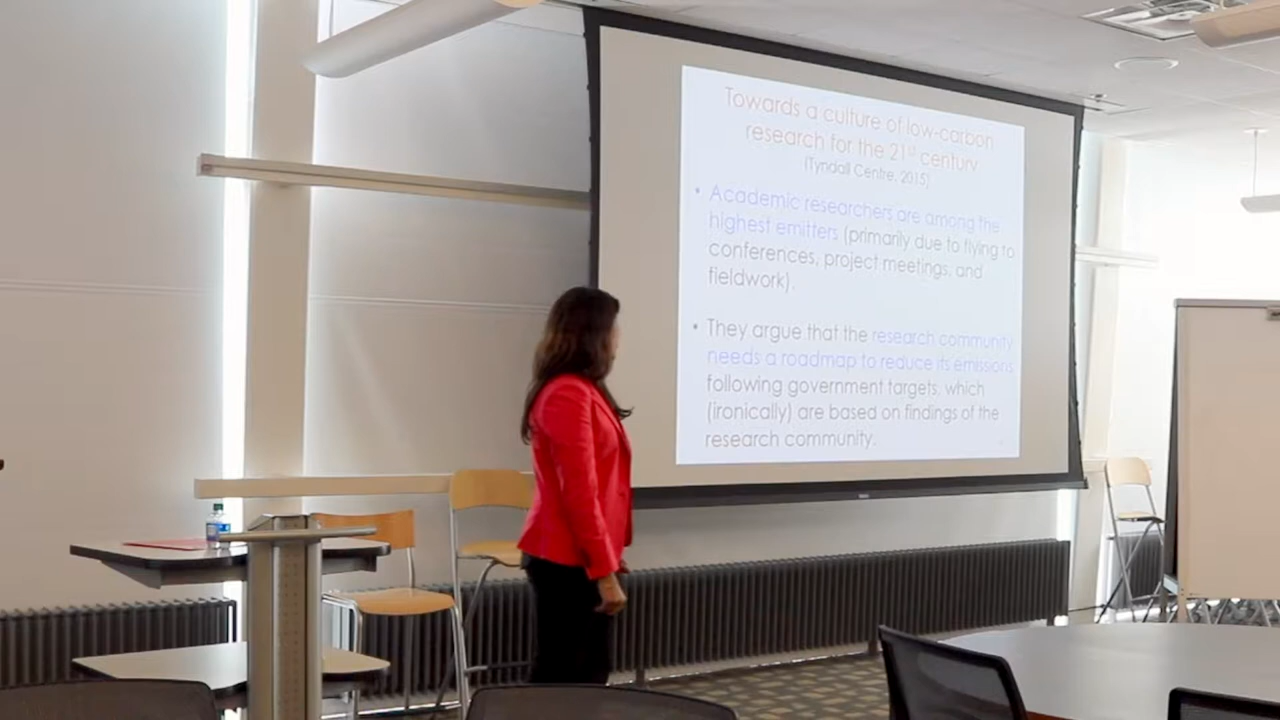 Towards a culture of low-carbon
research for the 21st century
(Tyndall Centre, 2015)
• Academic researchers are among the
highest emitters (primarily due to flying to
conferences, project meetings, and
fieldwork).
• They argue that the research community
needs a roadmap to reduce its emissions
following government targets, which
(ironically) are based on findings of the
research community.